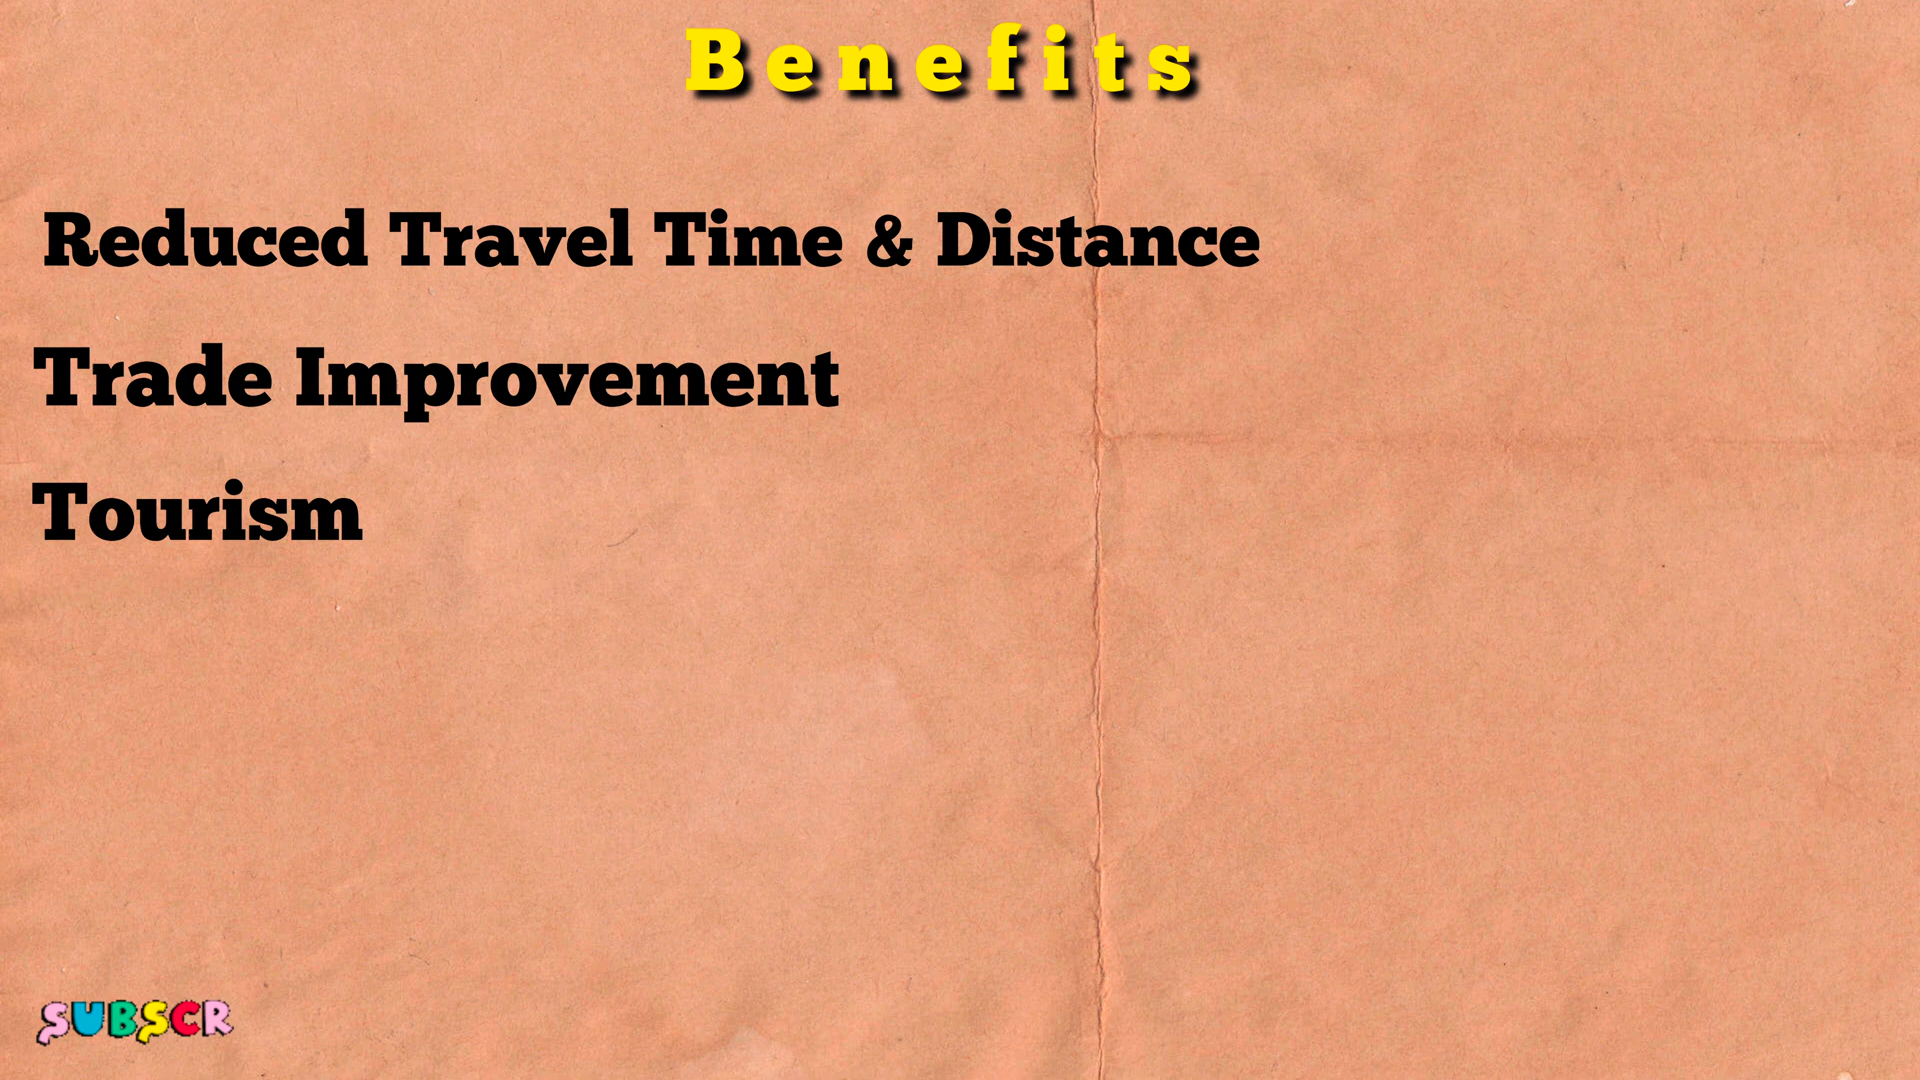 Benefits
Reduced Travel Time & Distance
Trade Improvement
Tourism
SUBSCR